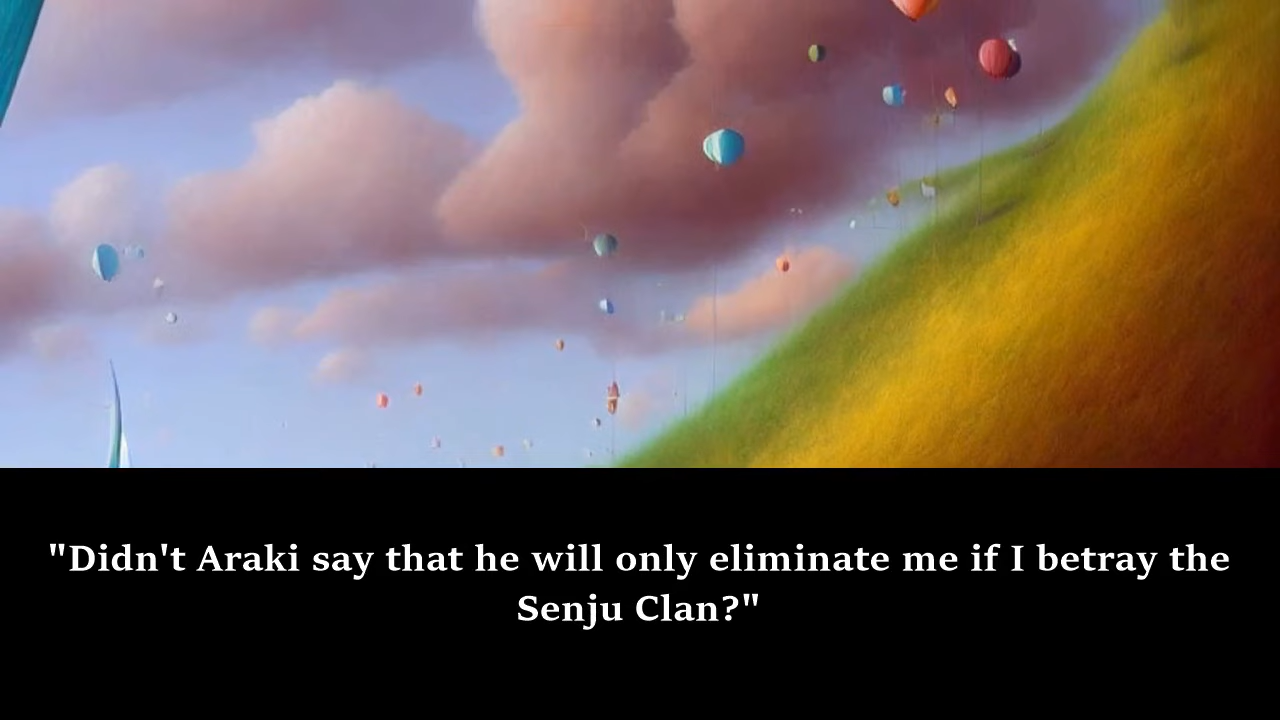 "Didn't Araki say that he will only eliminate me if I betray the
Senju Clan?"